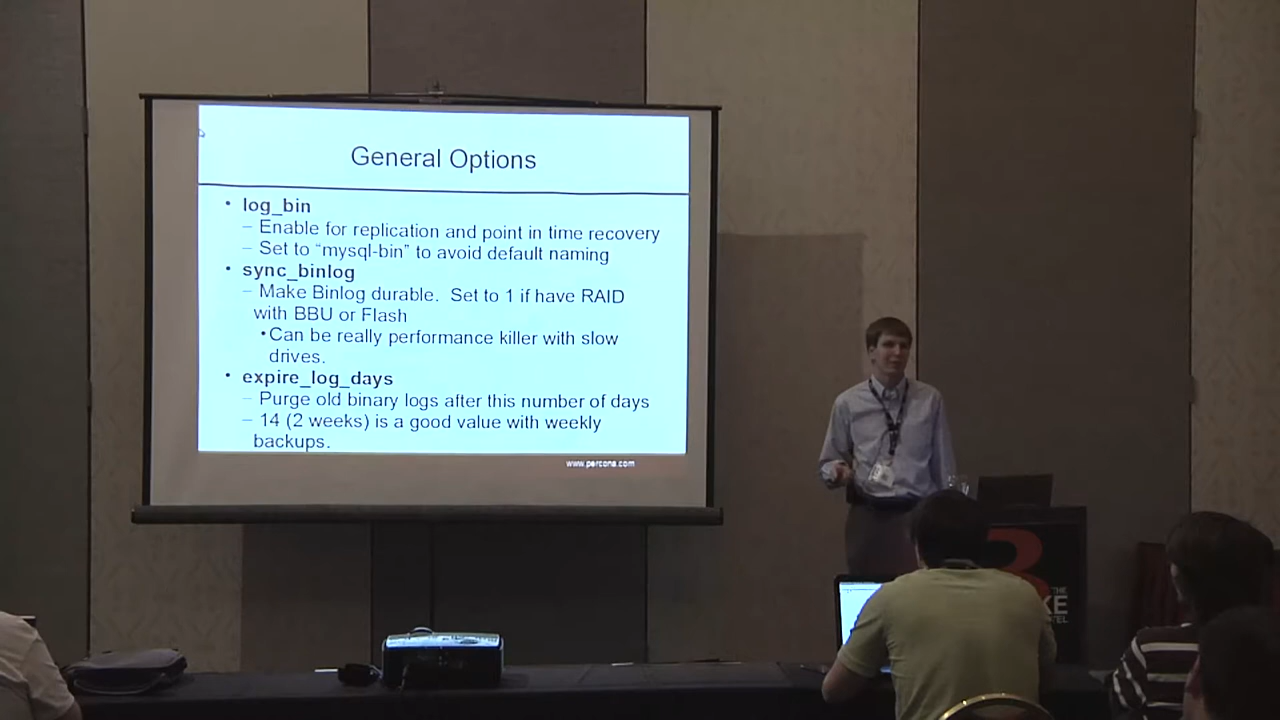 General Options
• log_bin
– Enable for replication and point in time recovery
– Set to “mysql-bin” to avoid default naming
• sync_binlog
– Make Binlog durable.  Set to 1 if have RAID
with BBU or Flash
• Can be really performance killer with slow
drives.
• expire_log_days
– Purge old binary logs after this number of days
– 14 (2 weeks) is a good value with weekly
backups.
www.percona.com
THE